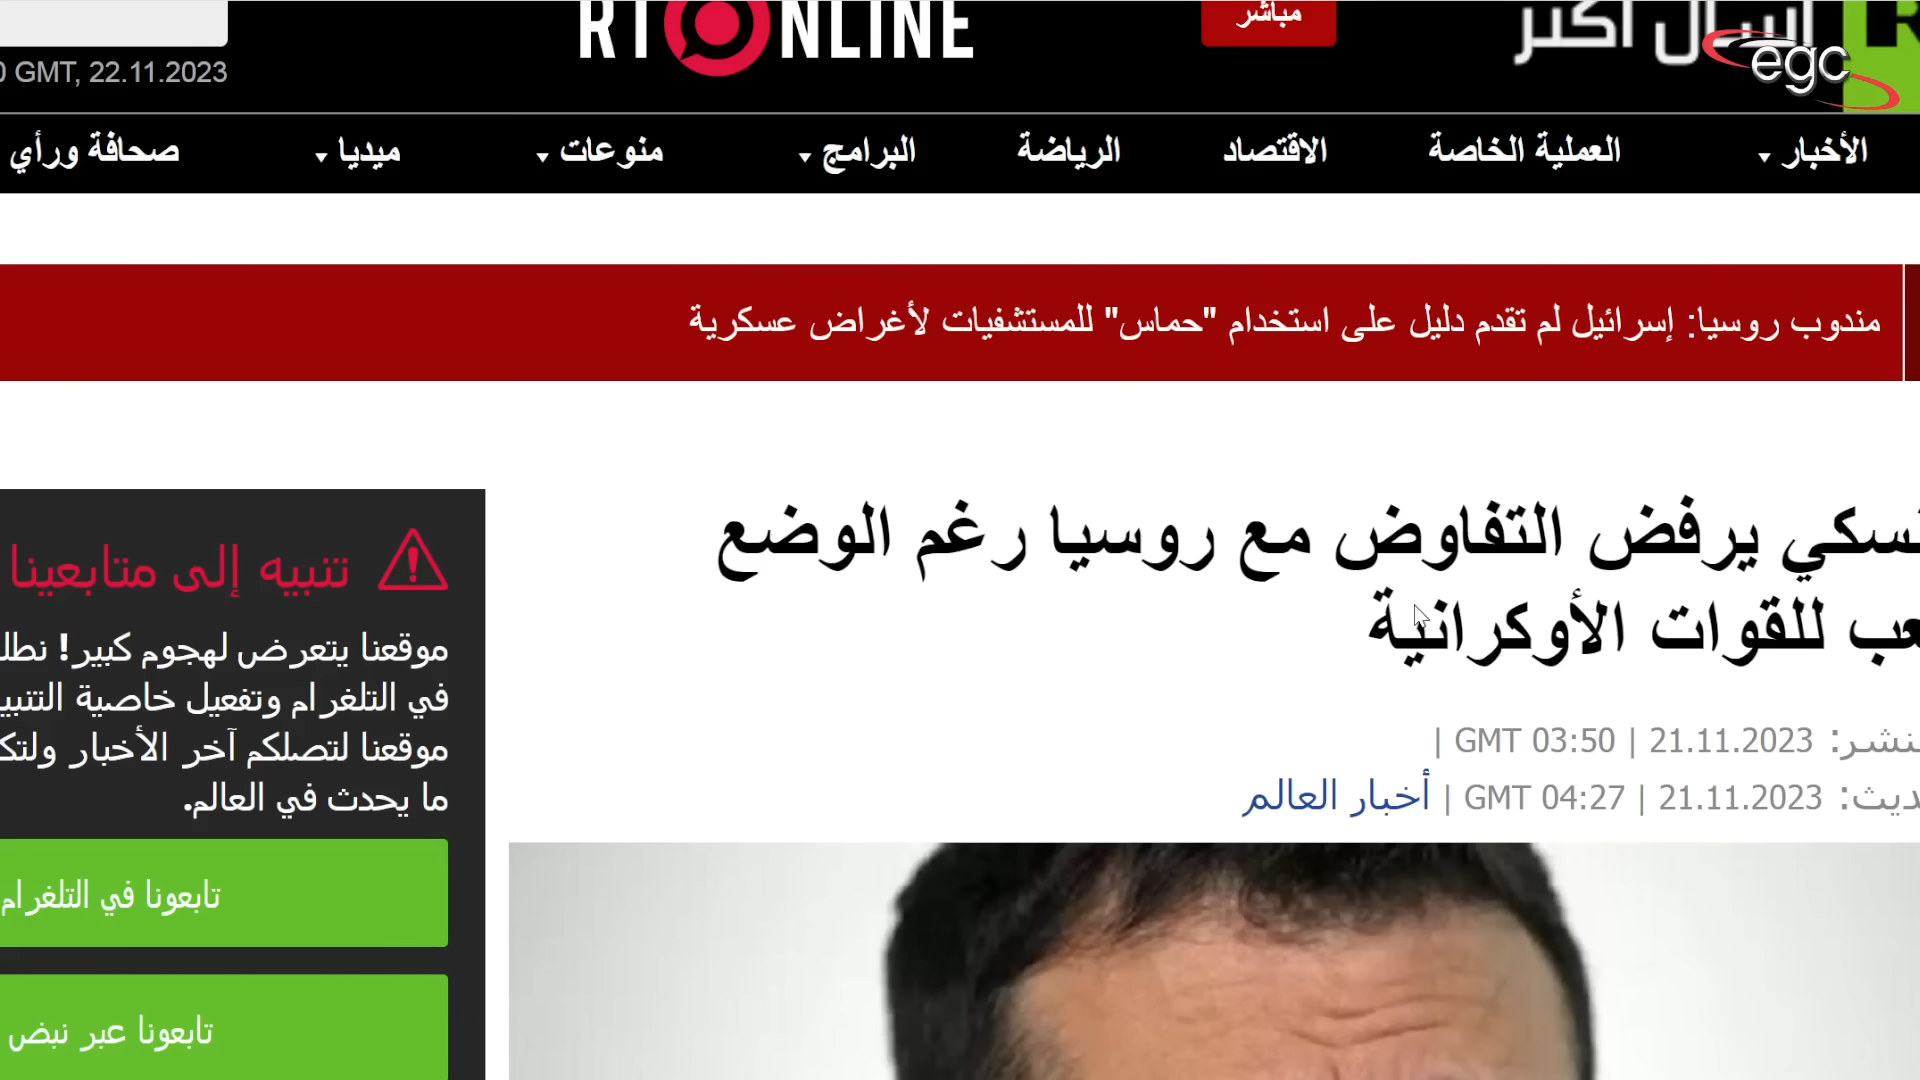 RT ONLINE
مباشر
egc
GMT, 22.11.2023
الأخبار
العملية الخاصة
الاقتصاد
الرياضة
البرامج
منوعات
ميديا
صحافة ورأي
مندوب روسيا: إسرائيل لم تقدم دليل على استخدام "حماس" للمستشفيات لأغراض عسكرية
يرفض التفاوض مع روسيا رغم الوضع
للقوات الأوكرانية
21.11.2023 | 03:50 GMT |
21.11.2023 | 04:27 GMT | أخبار العالم
تنبيه إلى متابعينا
موقعنا يتعرض لهجوم كبير!
في التلغرام وتفعيل خاصية
موقعنا لتصلكم آخر الأخبار
ما يحدث في العالم.
تابعونا في التلغرام
تابعونا عبر نبض